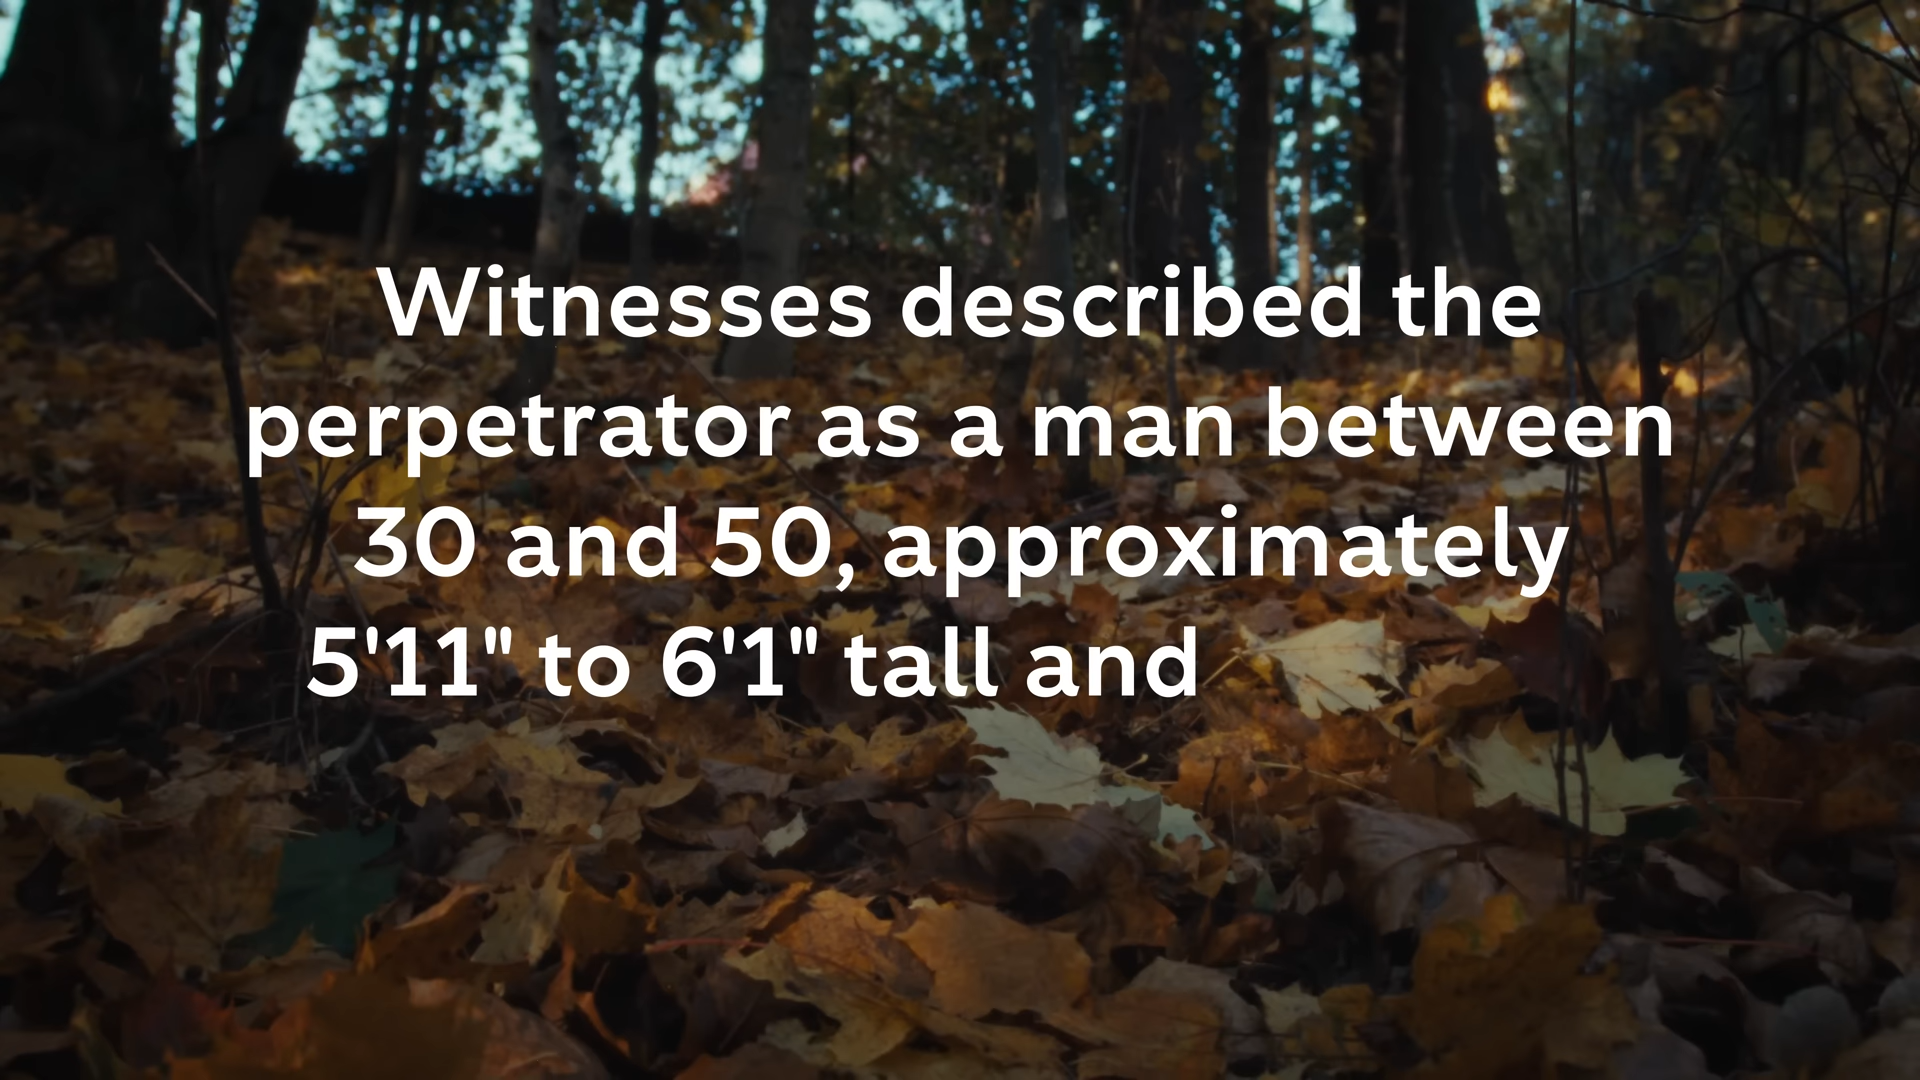 Witnesses described the
perpetrator as a man between
30 and 50, approximately
5'11" to 6'1" tall and